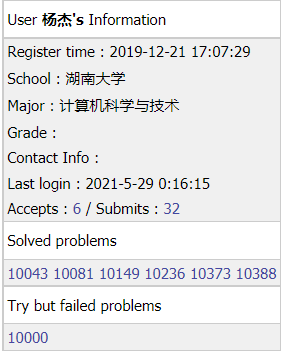 User 杨杰's Information
Register time：2019-12-21 17:07:29
School：湖南大学
Major：计算机科学与技术
Grade：
Contact Info：
Last login：2021-5-29 0:16:15
Accepts：6 / Submits：32
Solved problems
10043 10081 10149 10236 10373 10388
Try but failed problems
10000